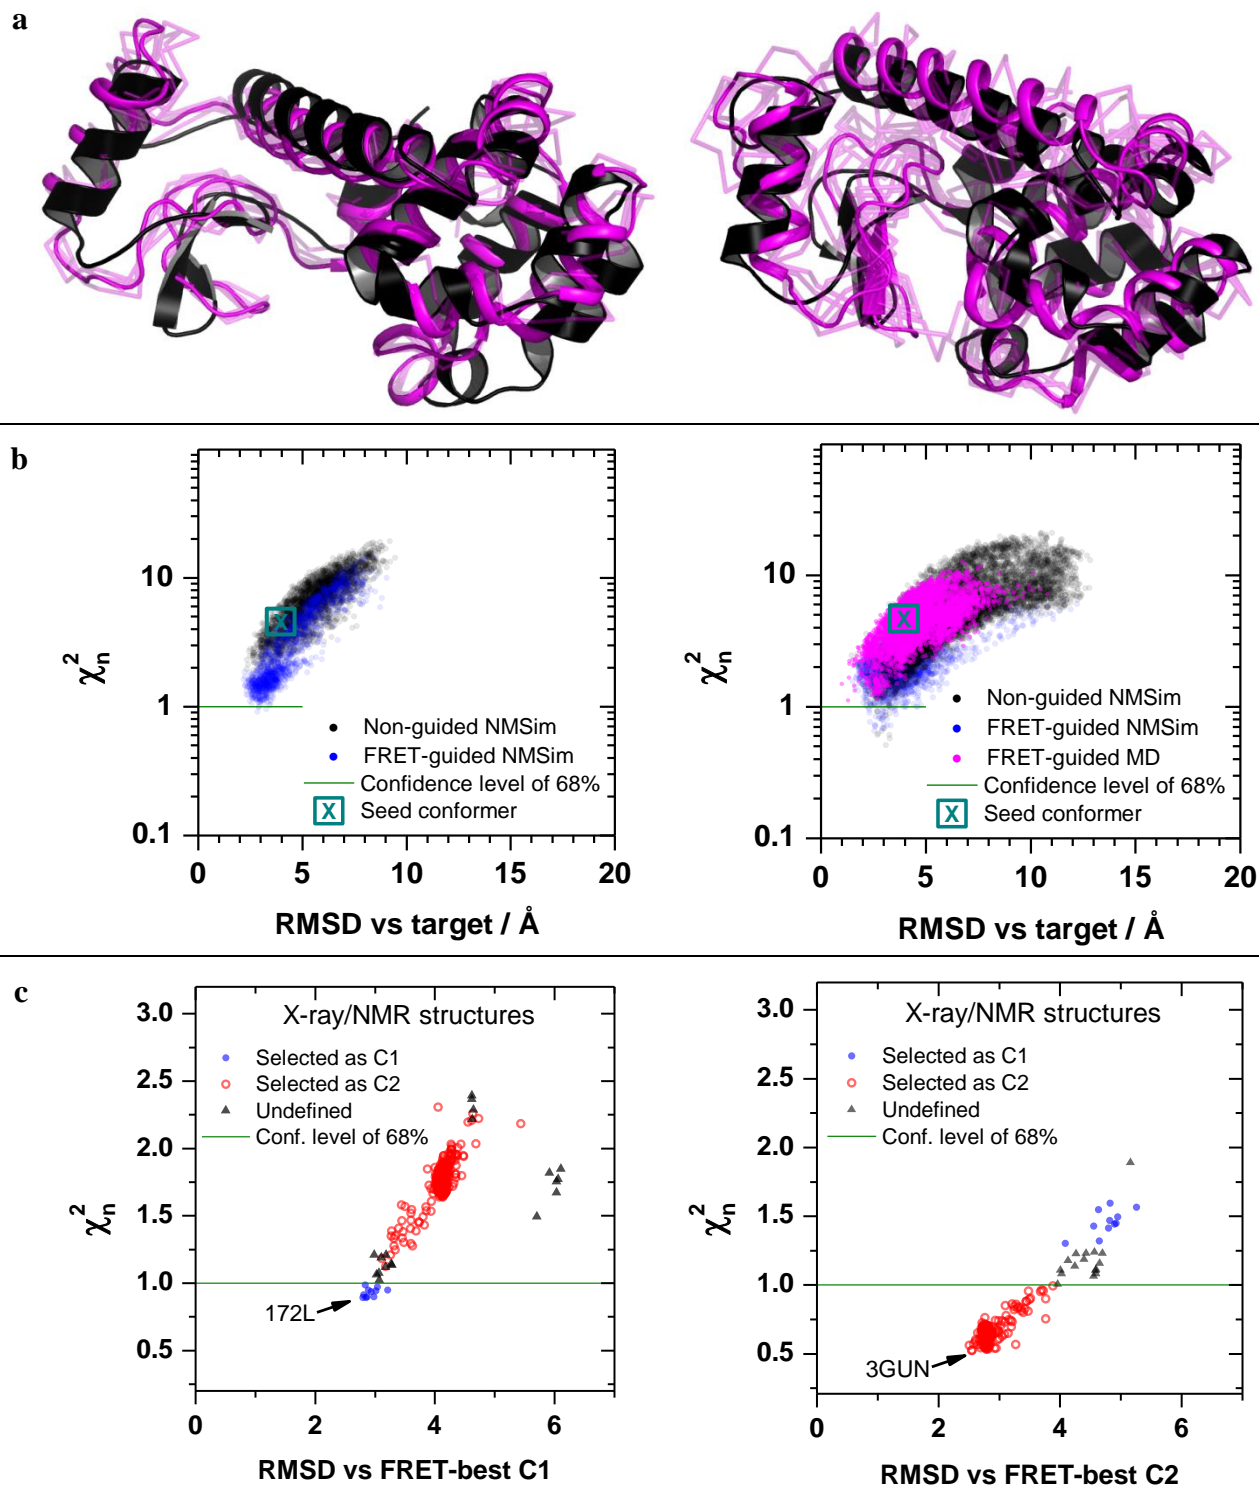 a
b
10
1
0.1
χn²
0 5 10 15 20
RMSD vs target / Å
Non-guided NMSim
FRET-guided NMSim
Confidence level of 68%
X Seed conformer
X
10
1
0.1
χn²
0 5 10 15 20
RMSD vs target / Å
Non-guided NMSim
FRET-guided NMSim
FRET-guided MD
Confidence level of 68%
X Seed conformer
X
c
3.0
2.5
2.0
1.5
1.0
0.5
χn²
X-ray/NMR structures
Selected as C1
Selected as C2
Undefined
Conf. level of 68%
172L
0 2 4 6
RMSD vs FRET-best C1
3.0
2.5
2.0
1.5
1.0
0.5
χn²
X-ray/NMR structures
Selected as C1
Selected as C2
Undefined
Conf. level of 68%
3GUN
0 2 4 6
RMSD vs FRET-best C2